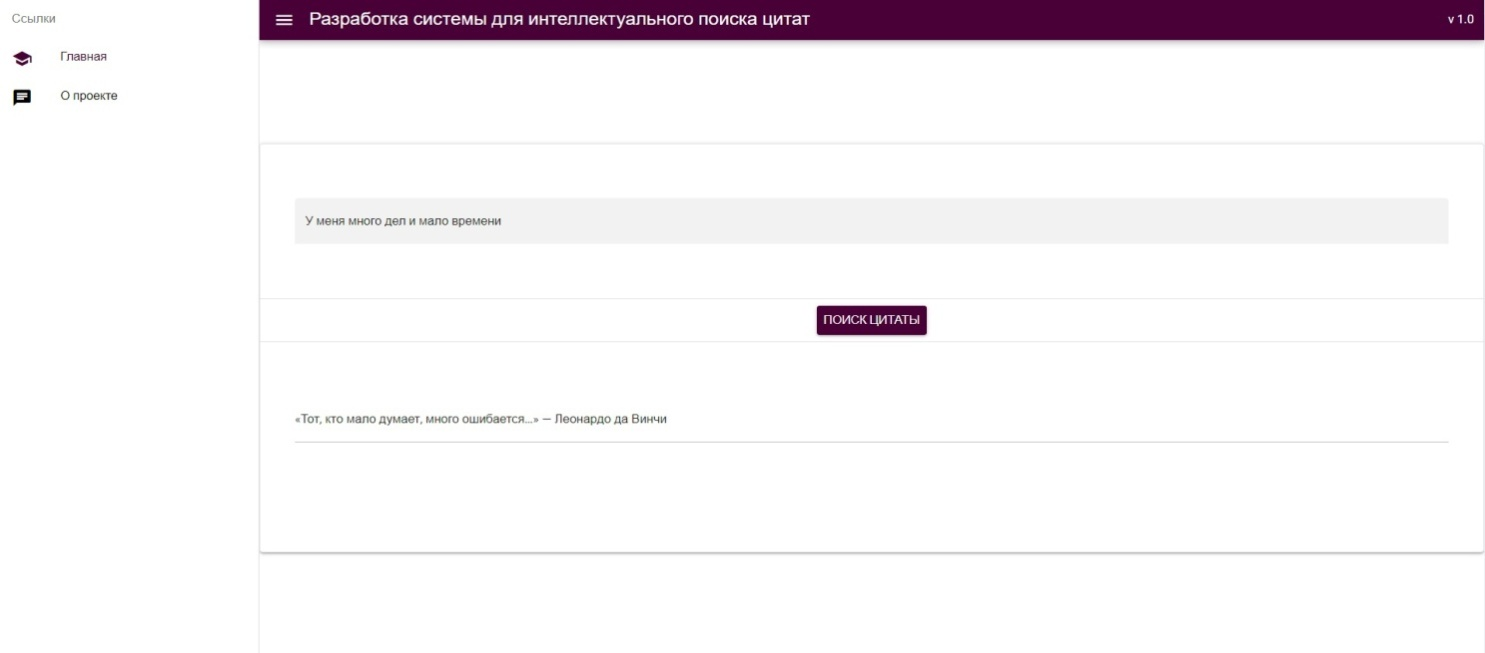 Ссылки
Главная
О проекте
Разработка системы для интеллектуального поиска цитат
v 1.0
У меня много дел и мало времени
ПОИСК ЦИТАТЫ
«Тот, кто мало думает, много ошибается...» — Леонардо да Винчи